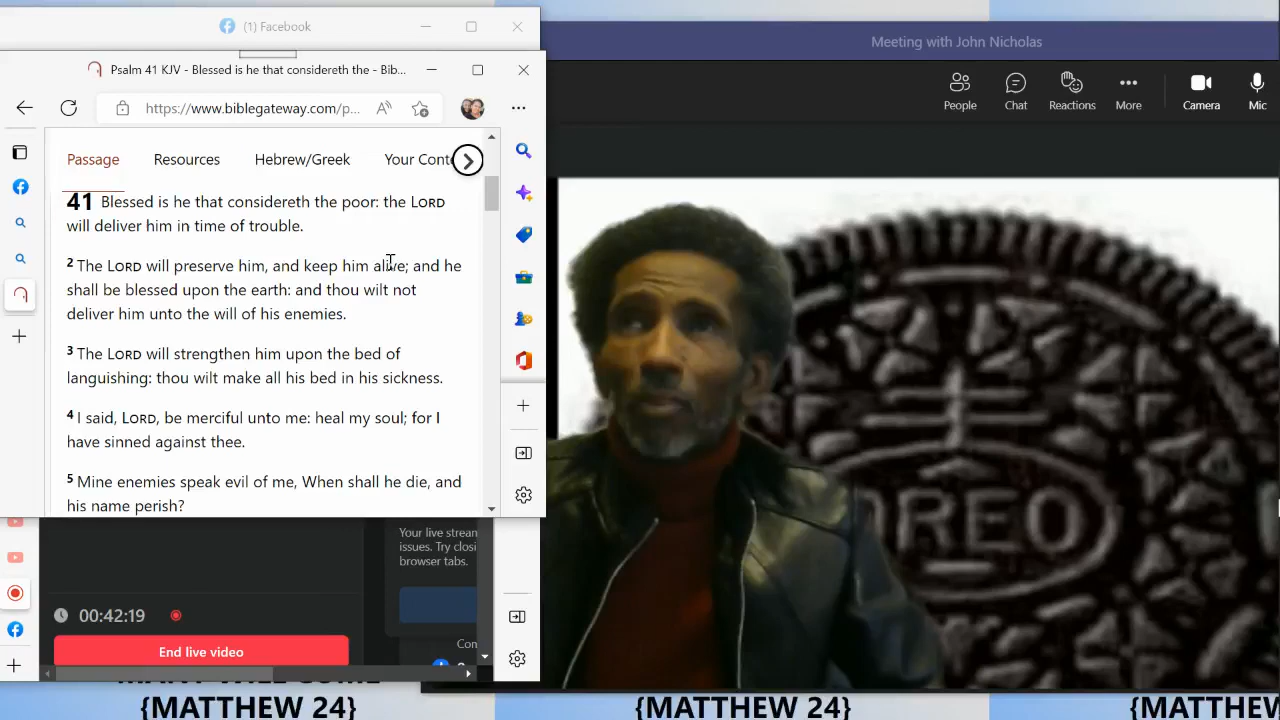 (1) Facebook
Psalm 41 KJV - Blessed is he that considereth the - Bib...
https://www.biblegateway.com/p...
Passage
Resources
Hebrew/Greek
Your Cont
41 Blessed is he that considereth the poor: the LORD
will deliver him in time of trouble.
2 The LORD will preserve him, and keep him alive; and he
shall be blessed upon the earth: and thou wilt not
deliver him unto the will of his enemies.
3 The LORD will strengthen him upon the bed of
languishing: thou wilt make all his bed in his sickness.
4 I said, LORD, be merciful unto me: heal my soul; for I
have sinned against thee.
5 Mine enemies speak evil of me, When shall he die, and
his name perish?
Your live strean
issues. Try closi
browser tabs.
00:42:19
End live video
Com
Meeting with John Nicholas
People
Chat
Reactions
More
Camera
Mic
OREO
{MATTHEW 24}
{MATTHEW 24}
{MATTHEW